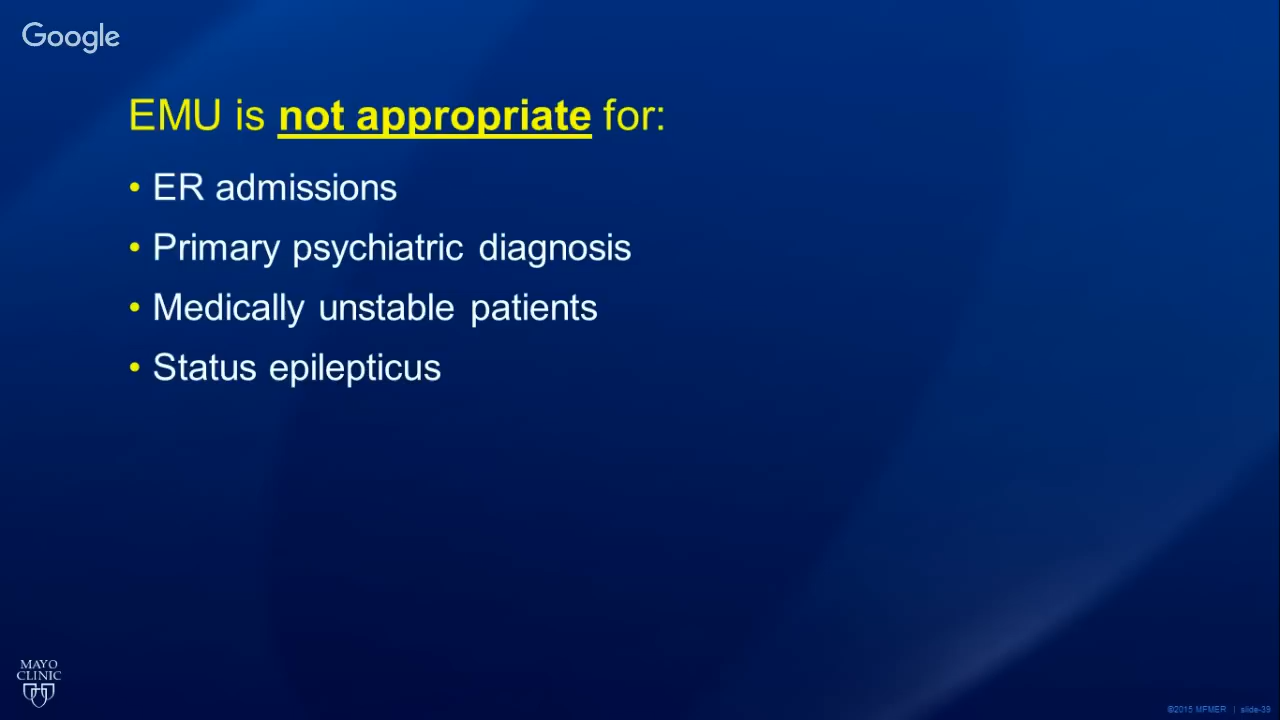 Google
EMU is not appropriate for:
• ER admissions
• Primary psychiatric diagnosis
• Medically unstable patients
• Status epilepticus
MAYO
CLINIC
©2015 MFMER | slide-39